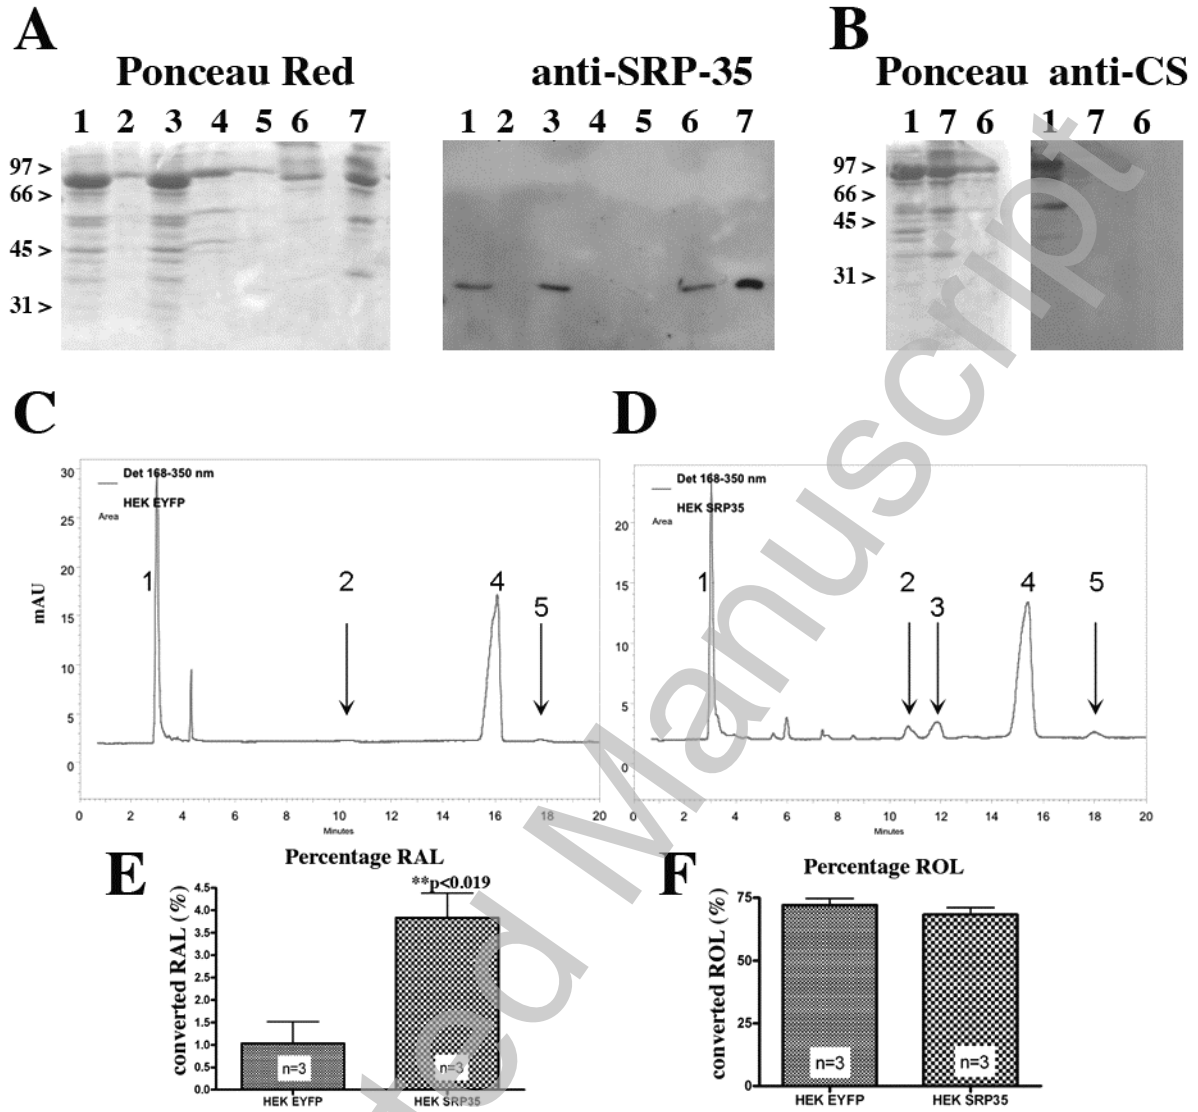 A
B
Ponceau Red
anti-SRP-35
Ponceau anti-CS
1 2 3 4 5 6 7
1 2 3 4 5 6 7
1 7 6
1 7 6
97 >
66 >
45 >
31 >
97 >
66 >
45 >
31 >
C
D
Det 168-350 nm
HEK EYFP
Area
mAU
30
25
20
15
10
5
0
1
2
4
5
0 2 4 6 8 10 12 14 16 18 20
Minutes
Det 168-350 nm
HEK SRP35
Area
20
15
10
5
0
1
2
3
4
5
0 2 4 6 8 10 12 14 16 18 20
Minutes
E
Percentage RAL
**p<0.019
converted RAL (%)
4.5
4.0
3.5
3.0
2.5
2.0
1.5
1.0
0.5
0.0
n=3
n=3
HEK EYFP
HEK SRP35
F
Percentage ROL
converted ROL (%)
75
50
25
0
n=3
n=3
HEK EYFP
HEK SRP35
ted Manuscript